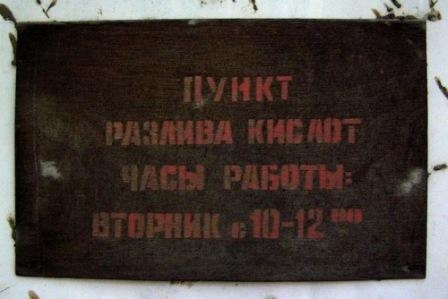 ПУНКТ
РАЗЛИВА КИСЛОТ
ЧАСЫ РАБОТЫ:
ВТОРНИК с 10-12 00